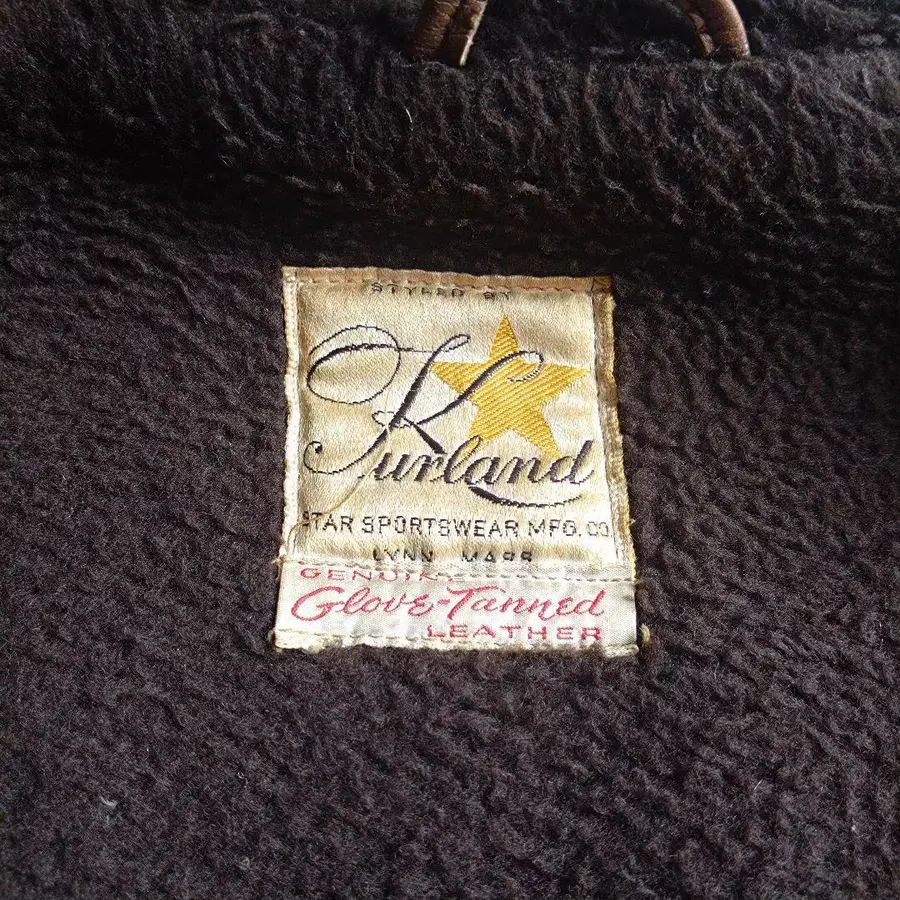 STYLED BY
Kurland
STAR SPORTSWEAR MFG. CO
LYNN MASS
GENUINE
Glove-Tanned
LEATHER